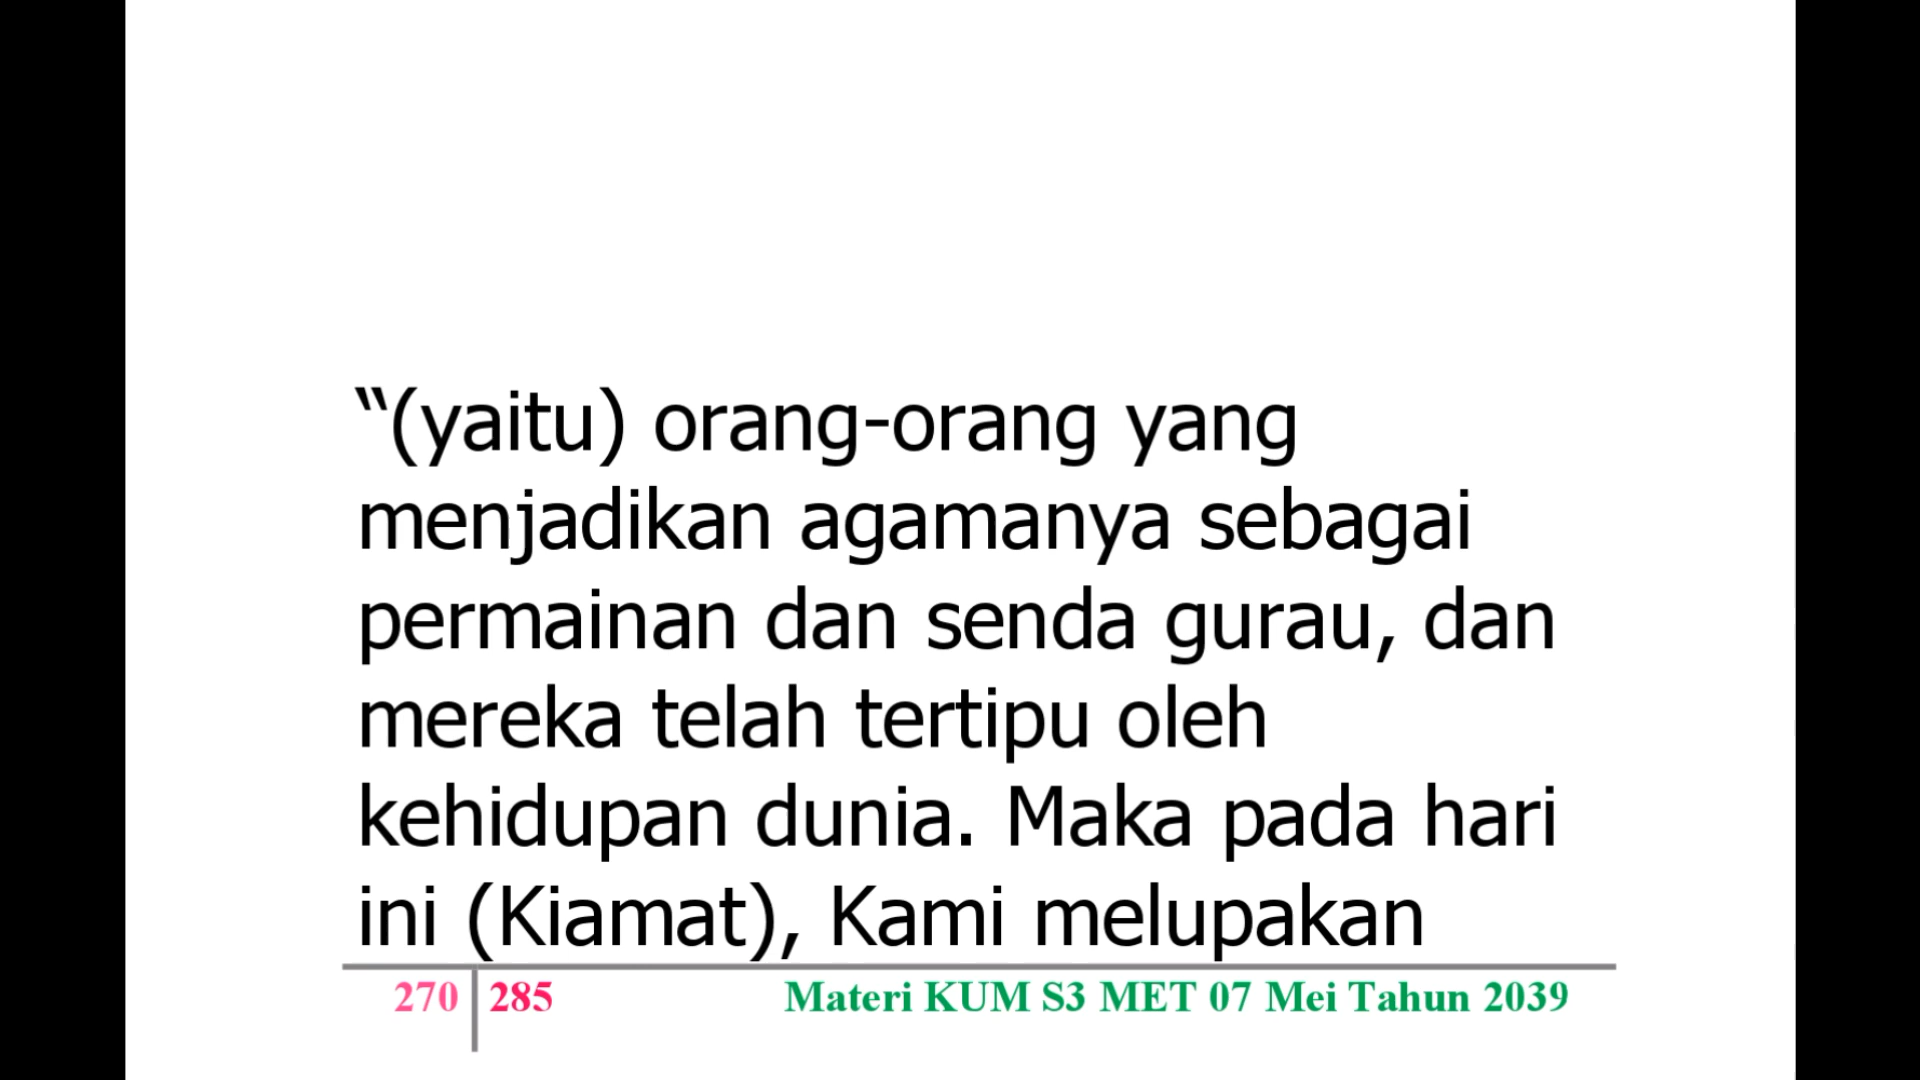 “(yaitu) orang-orang yang
menjadikan agamanya sebagai
permainan dan senda gurau, dan
mereka telah tertipu oleh
kehidupan dunia. Maka pada hari
ini (Kiamat), Kami melupakan
270 285 Materi KUM S3 MET 07 Mei Tahun 2039